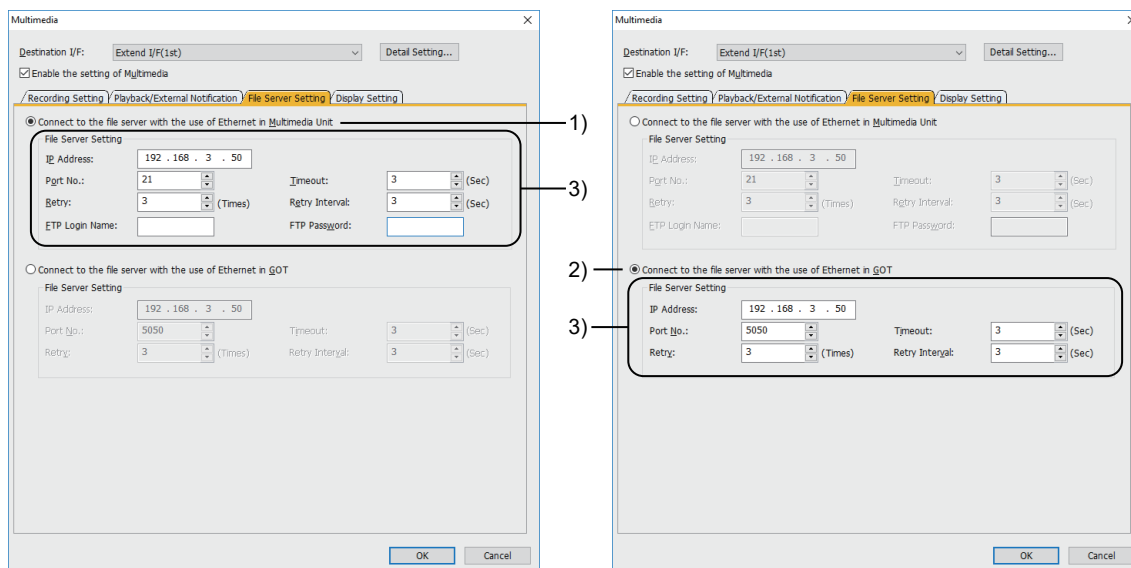 Multimedia
Destination I/F: Extend I/F(1st) Detail Setting...
Enable the setting of Multimedia
Recording Setting Playback/External Notification File Server Setting Display Setting
Connect to the file server with the use of Ethernet in Multimedia Unit
File Server Setting
IP Address: 192 . 168 . 3 . 50
Port No.: 21 Timeout: 3 (Sec)
Retry: 3 (Times) Retry Interval: 3 (Sec)
FTP Login Name: FTP Password:
Connect to the file server with the use of Ethernet in GOT
File Server Setting
IP Address: 192 . 168 . 3 . 50
Port No.: 5050 Timeout: 3 (Sec)
Retry: 3 (Times) Retry Interval: 3 (Sec)
OK Cancel
1)
3)
2)
3)
Multimedia
Destination I/F: Extend I/F(1st) Detail Setting...
Enable the setting of Multimedia
Recording Setting Playback/External Notification File Server Setting Display Setting
Connect to the file server with the use of Ethernet in Multimedia Unit
File Server Setting
IP Address: 192 . 168 . 3 . 50
Port No.: 21 Timeout: 3 (Sec)
Retry: 3 (Times) Retry Interval: 3 (Sec)
FTP Login Name: FTP Password:
Connect to the file server with the use of Ethernet in GOT
File Server Setting
IP Address: 192 . 168 . 3 . 50
Port No.: 5050 Timeout: 3 (Sec)
Retry: 3 (Times) Retry Interval: 3 (Sec)
OK Cancel